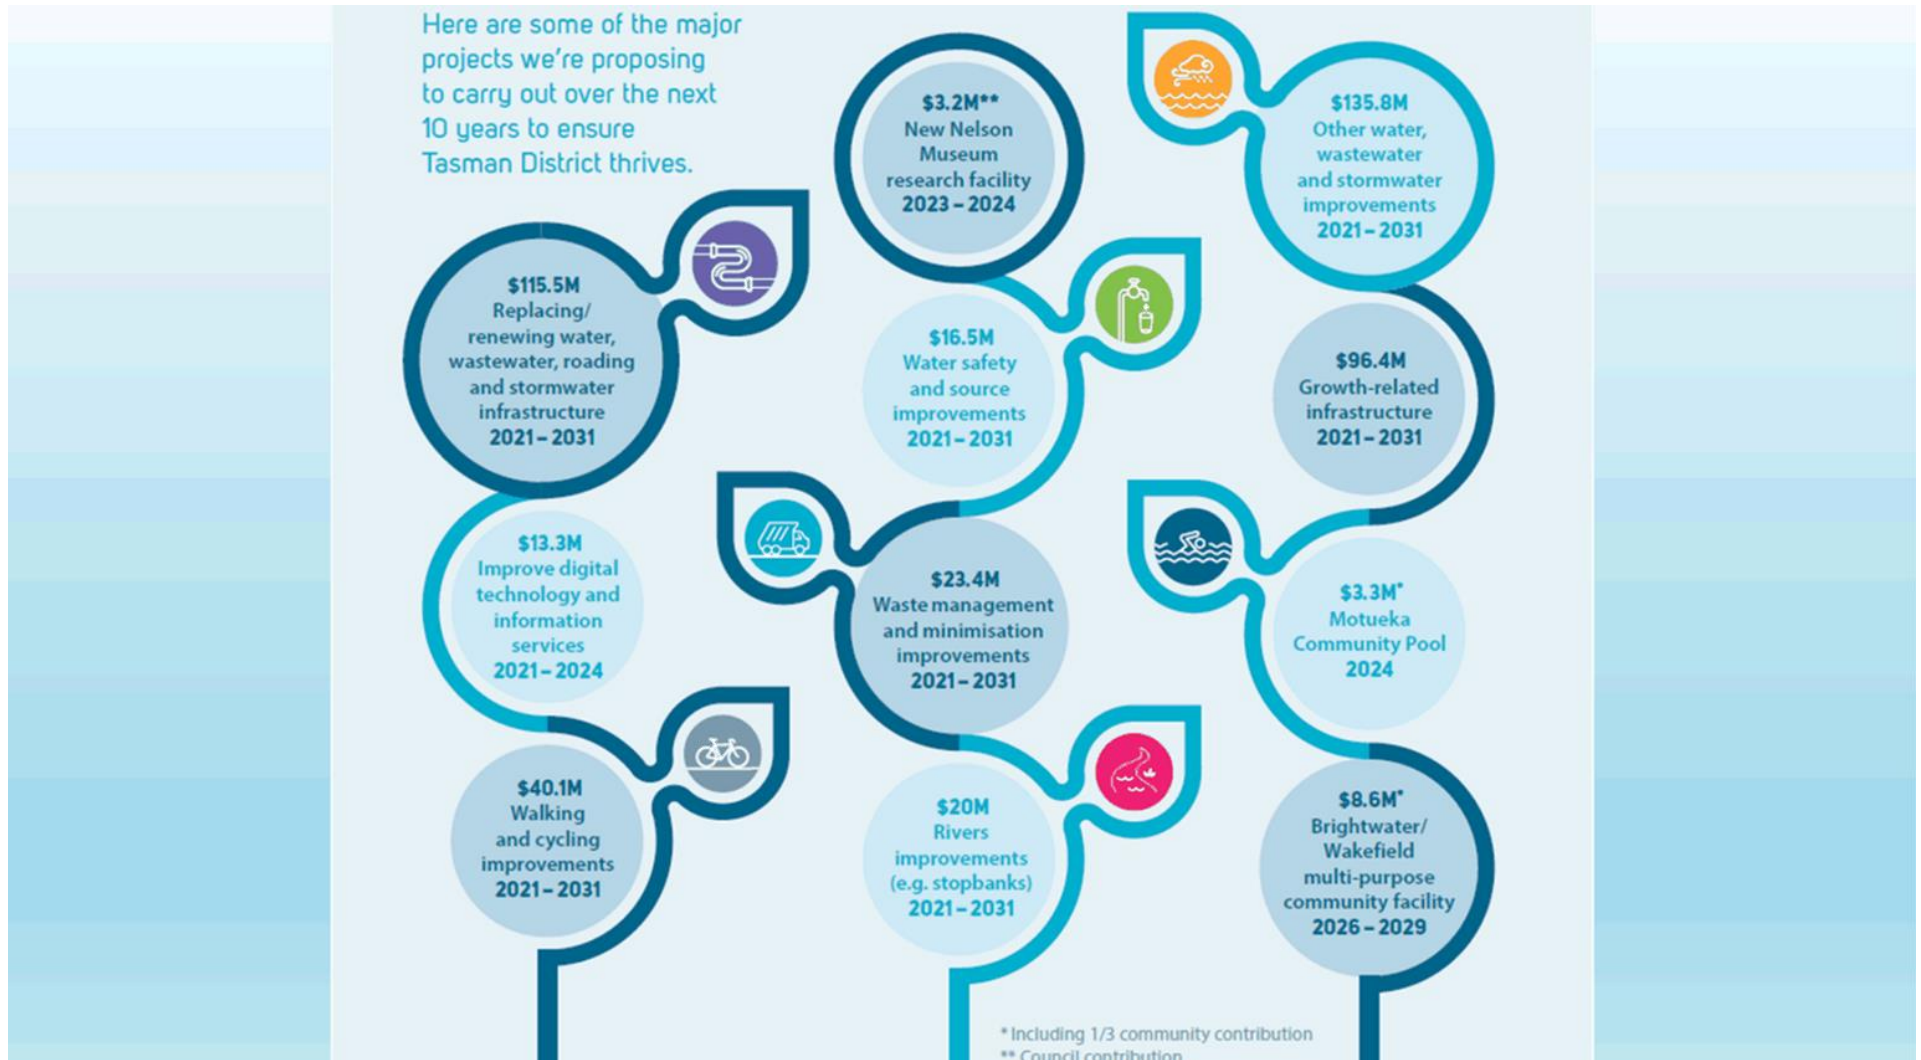 Here are some of the major
projects we're proposing
to carry out over the next
10 years to ensure
Tasman District thrives.
$115.5M
Replacing/
renewing water,
wastewater, roading
and stormwater
infrastructure
2021 – 2031
$13.3M
Improve digital
technology and
information
services
2021 – 2024
$40.1M
Walking
and cycling
improvements
2021 – 2031
$3.2M**
New Nelson
Museum
research facility
2023 – 2024
$16.5M
Water safety
and source
improvements
2021 – 2031
$23.4M
Waste management
and minimisation
improvements
2021 – 2031
$20M
Rivers
improvements
(e.g. stopbanks)
2021 – 2031
$135.8M
Other water,
wastewater
and stormwater
improvements
2021 – 2031
$96.4M
Growth-related
infrastructure
2021 – 2031
$3.3M*
Motueka
Community Pool
2024
$8.6M*
Brightwater/
Wakefield
multi-purpose
community facility
2026 – 2029
* Including 1/3 community contribution
** Council contribution